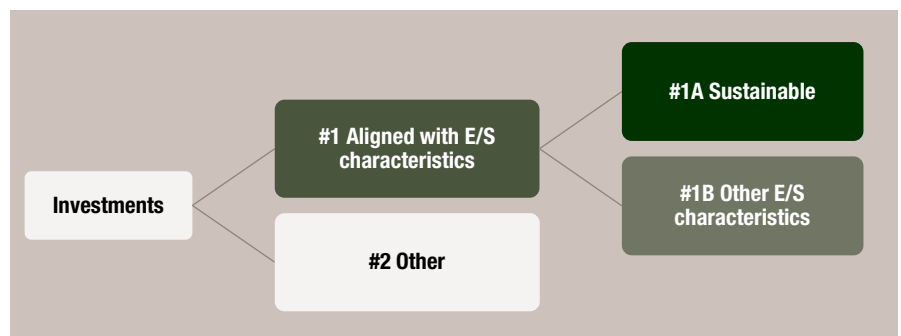 Investments
#1 Aligned with E/S
characteristics
#2 Other
#1A Sustainable
#1B Other E/S
characteristics